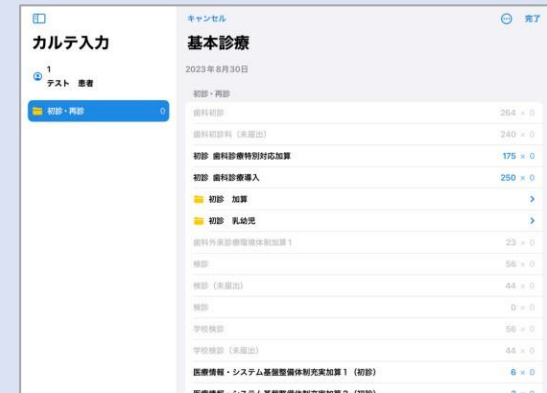 カルテ入力
1
テスト 患者
初診・再診 0
キャンセル 完了
基本診療
2023年8月30日
初診・再診
歯科初診 264 × 0
歯科初診料（未届出） 240 × 0
初診 歯科診療特別対応加算 175 × 0
初診 歯科診療導入 250 × 0
初診 加算
初診 乳幼児
歯科外来診療環境体制加算1 23 × 0
検診 56 × 0
検診（未届出） 44 × 0
検診 0 × 0
学校検診 56 × 0
学校検診（未届出） 44 × 0
医療情報・システム基盤整備体制充実加算1（初診） 6 × 0